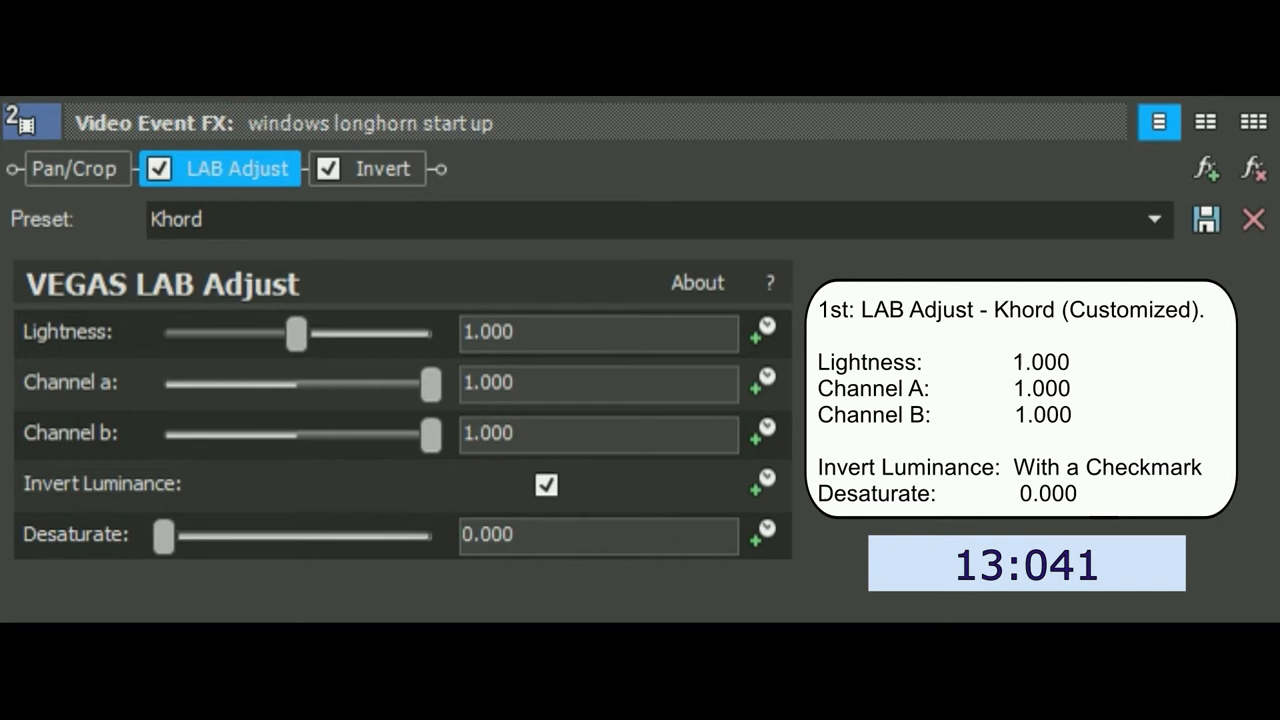 2
Video Event FX: windows longhorn start up
Pan/Crop LAB Adjust Invert
Preset: Khord
VEGAS LAB Adjust About ?
Lightness: 1.000
Channel a: 1.000
Channel b: 1.000
Invert Luminance:
Desaturate: 0.000
1st: LAB Adjust - Khord (Customized).
Lightness: 1.000
Channel A: 1.000
Channel B: 1.000
Invert Luminance: With a Checkmark
Desaturate: 0.000
13:041